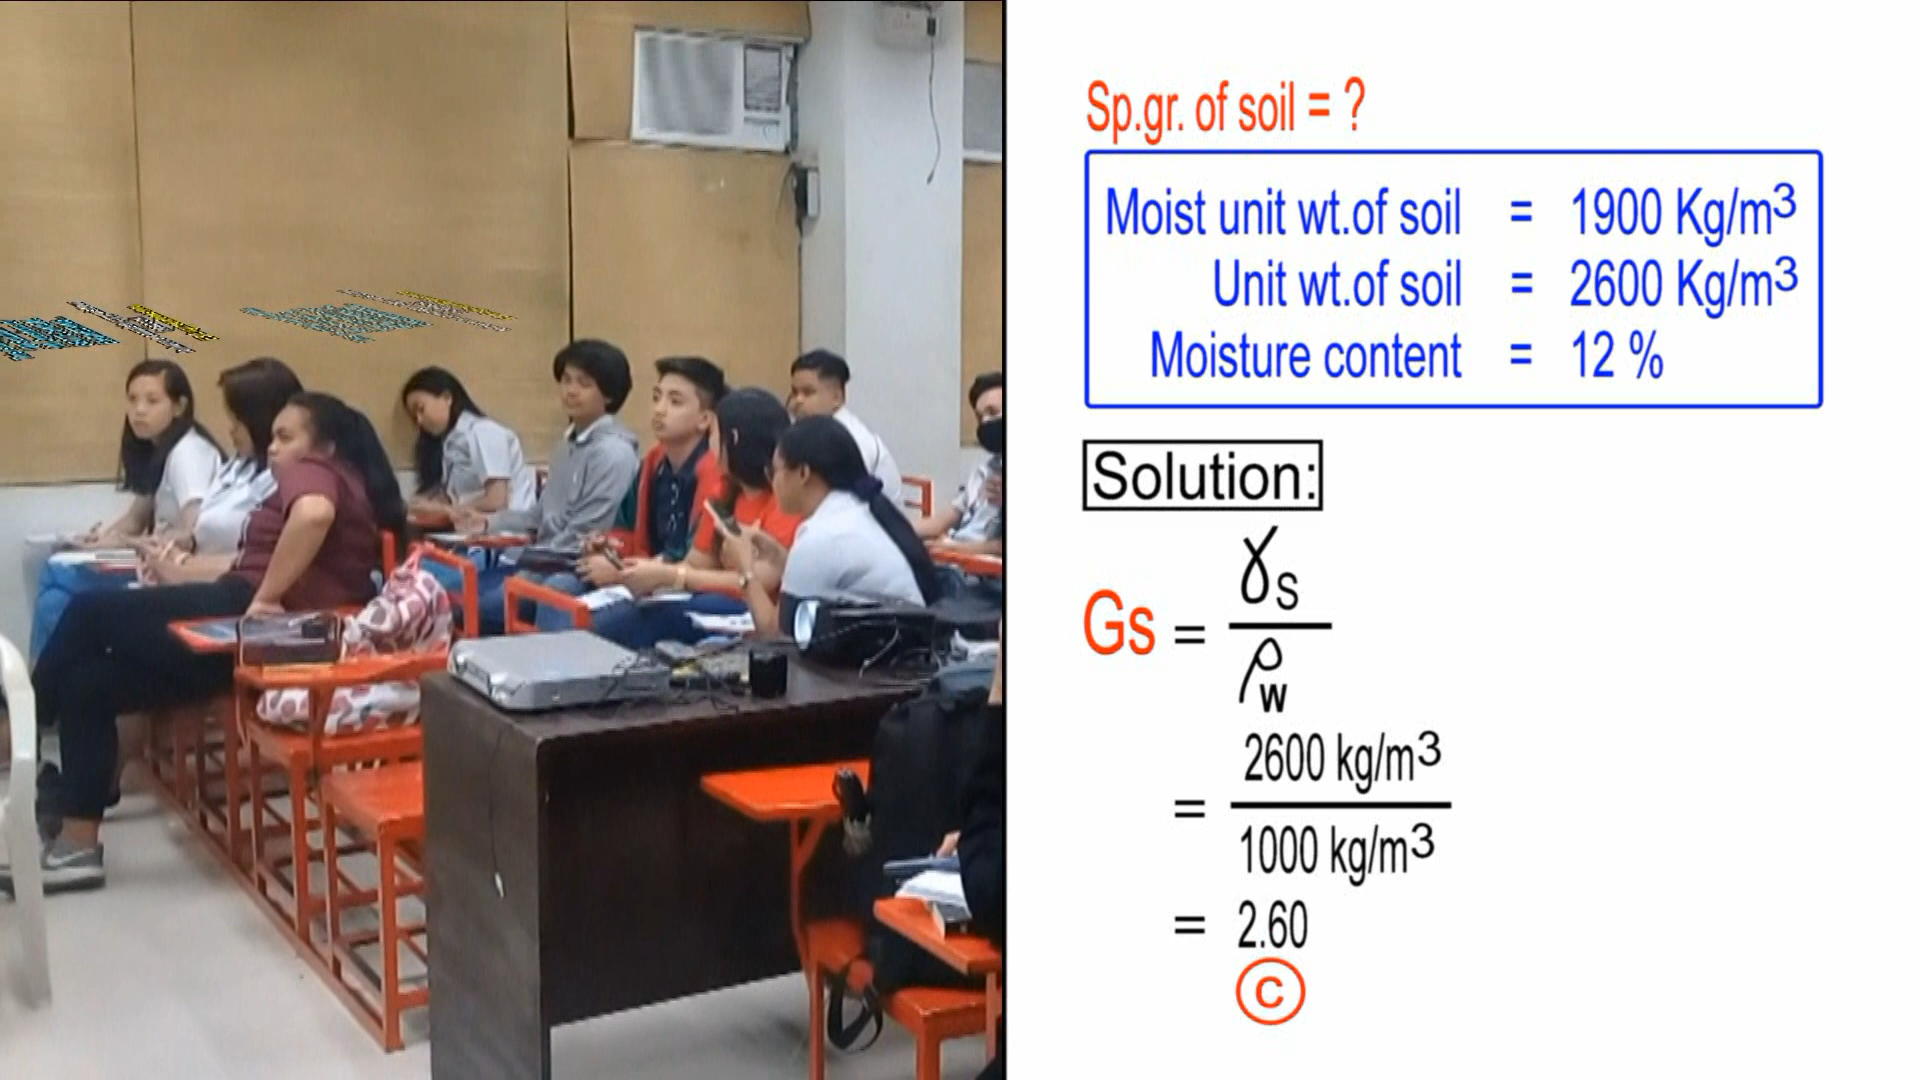 Sp.gr. of soil = ?
Moist unit wt.of soil = 1900 Kg/m3
Unit wt.of soil = 2600 Kg/m3
Moisture content = 12 %
Solution:
Gs = γs / ρw
= 2600 kg/m3 / 1000 kg/m3
= 2.60
C